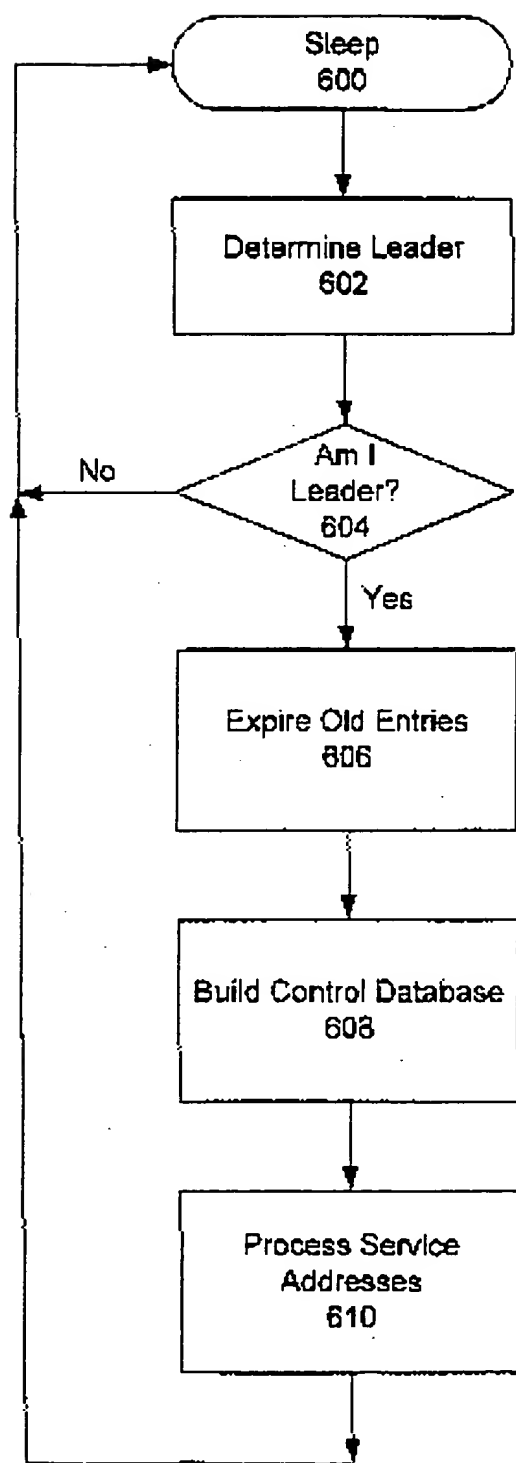 Sleep
600
Determine Leader
602
Am I
Leader?
604
No
Yes
Expire Old Entries
606
Build Control Database
608
Process Service
Addresses
610